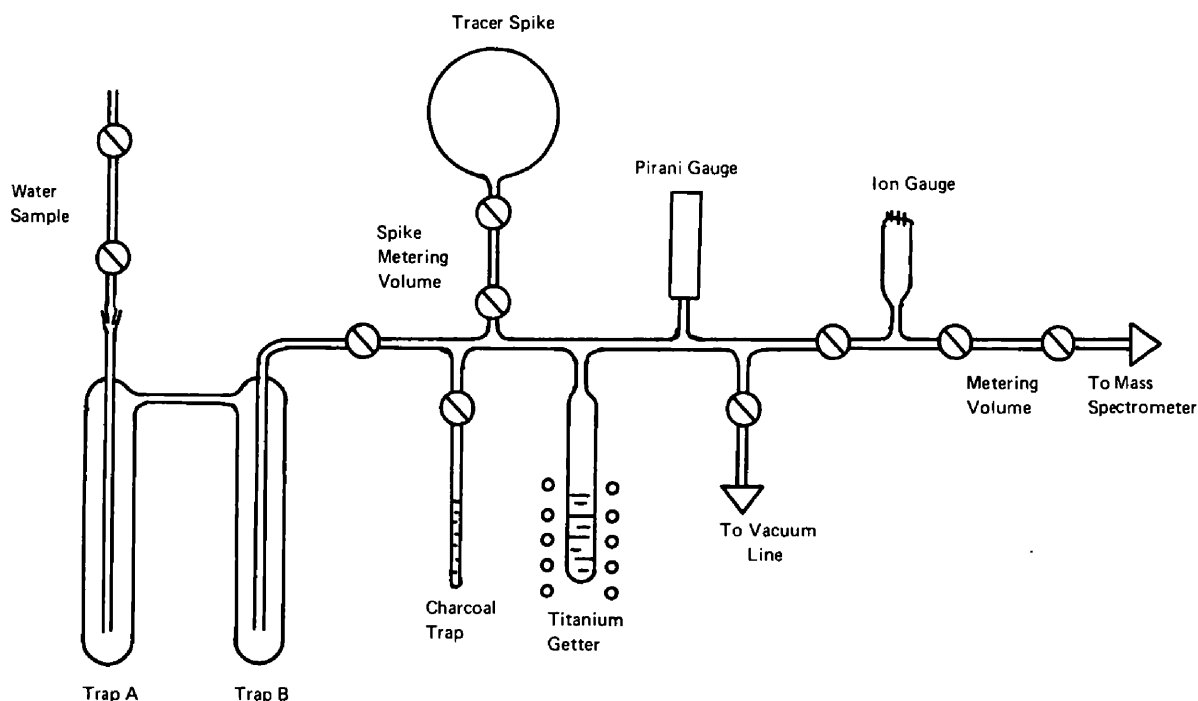 Tracer Spike
Water
Sample
Spike
Metering
Volume
Pirani Gauge
Ion Gauge
Metering
Volume
To Mass
Spectrometer
To Vacuum
Line
Charcoal
Trap
Titanium
Getter
Trap A
Trap B